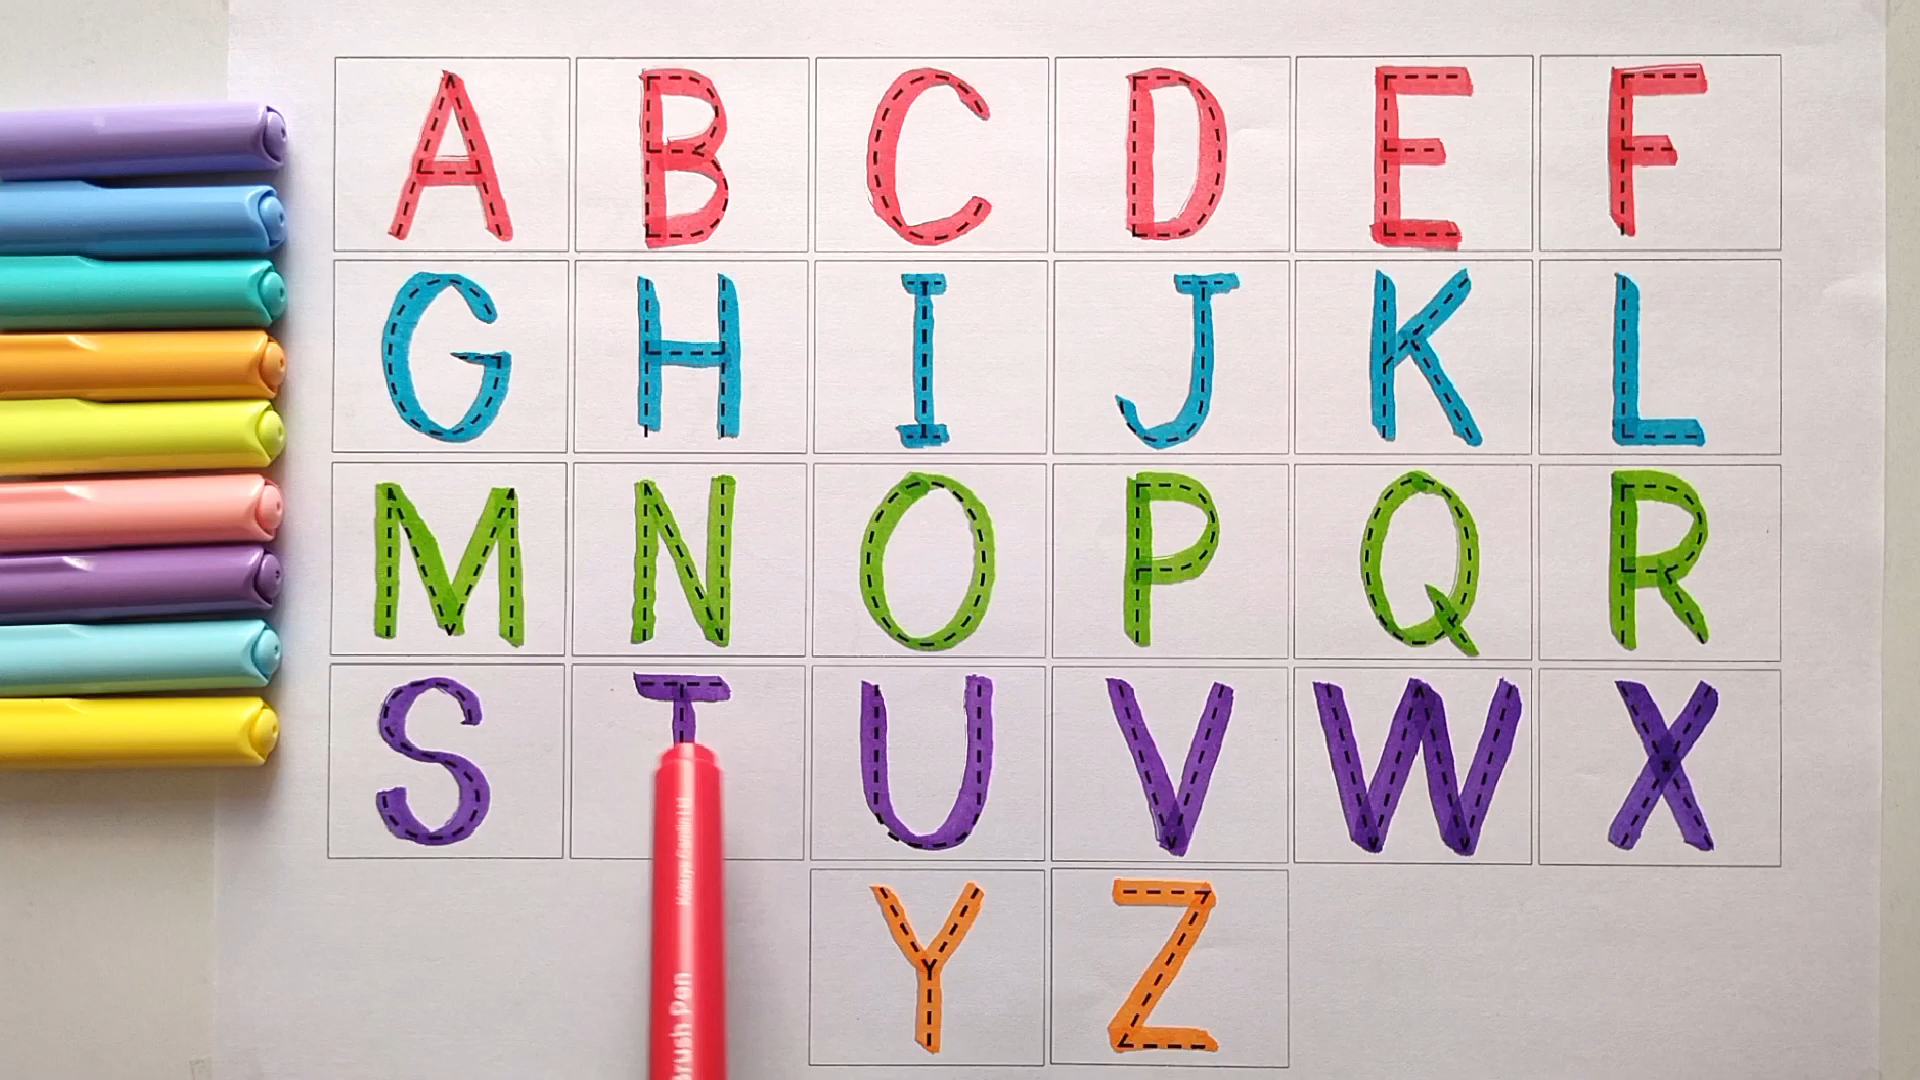 A B C D E F
G H I J K L
M N O P Q R
S T U V W X
Y Z
Brush Pen